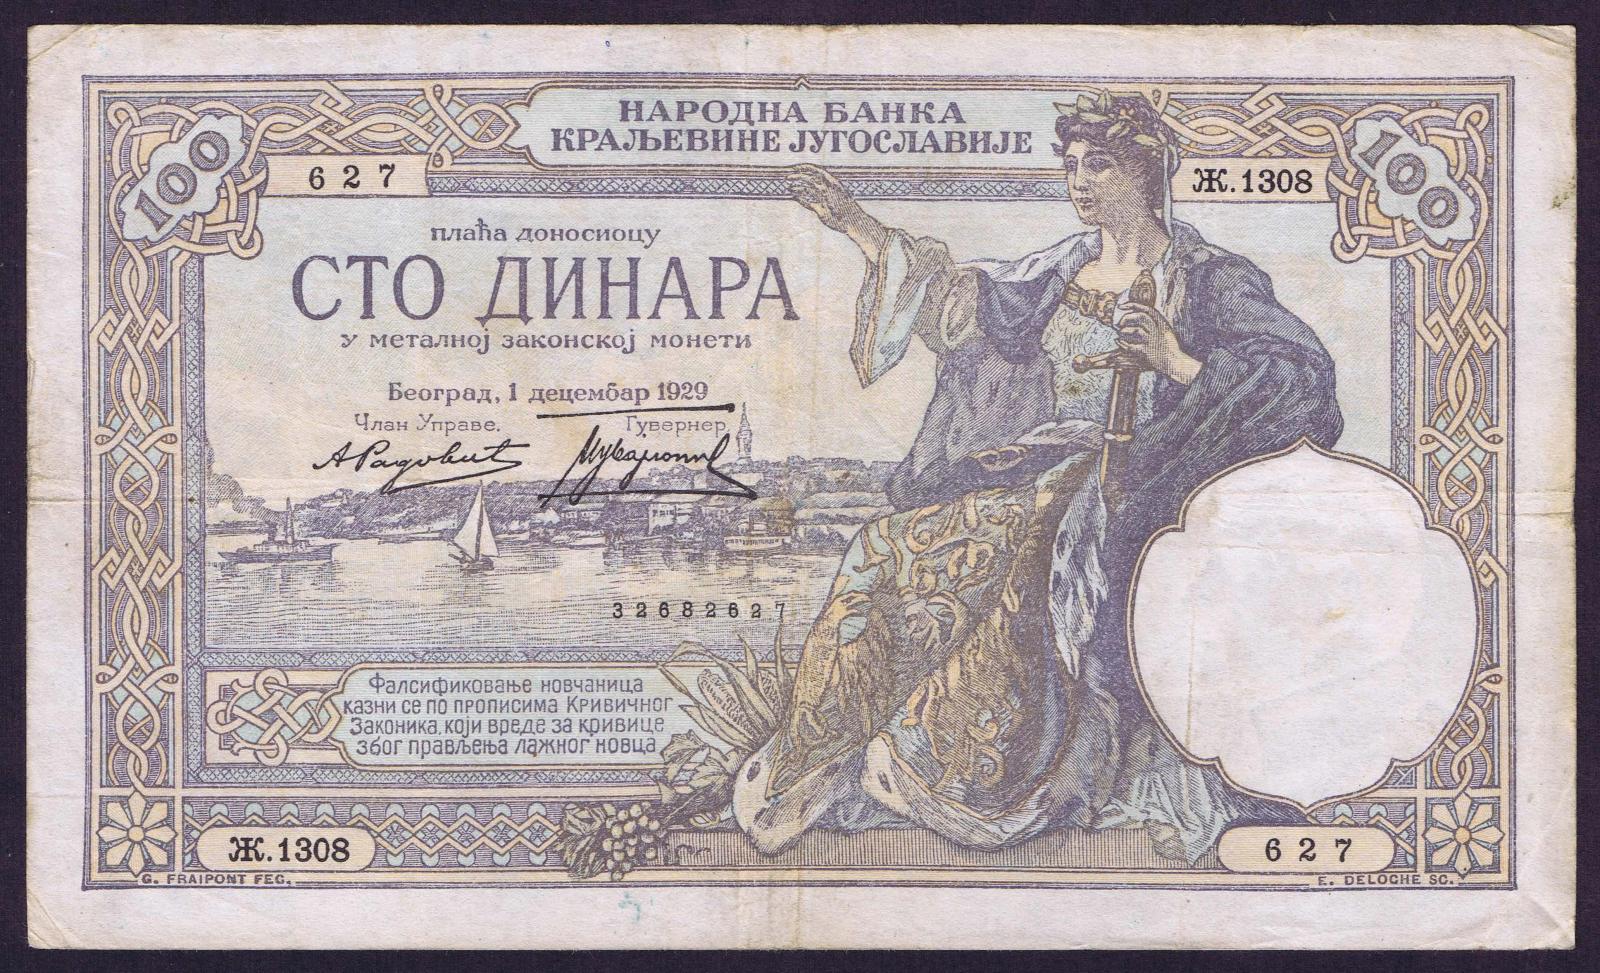 НАРОДНА БАНКА
КРАЉЕВИНЕ ЈУГОСЛАВИЈЕ
100
100
627
Ж.1308
плаћа доносиоцу
СТО ДИНАРА
у металној законској монети
Београд, 1 децембар 1929
Члан Управе.
Гувернер
А Радовић
32682627
Фалсификовање новчаница
казни се по прописима Кривичног
Законика, који вреде за кривице
због прављења лажног новца
Ж.1308
627
G. FRAIPONT FEC.
E. DELOCHE SC.